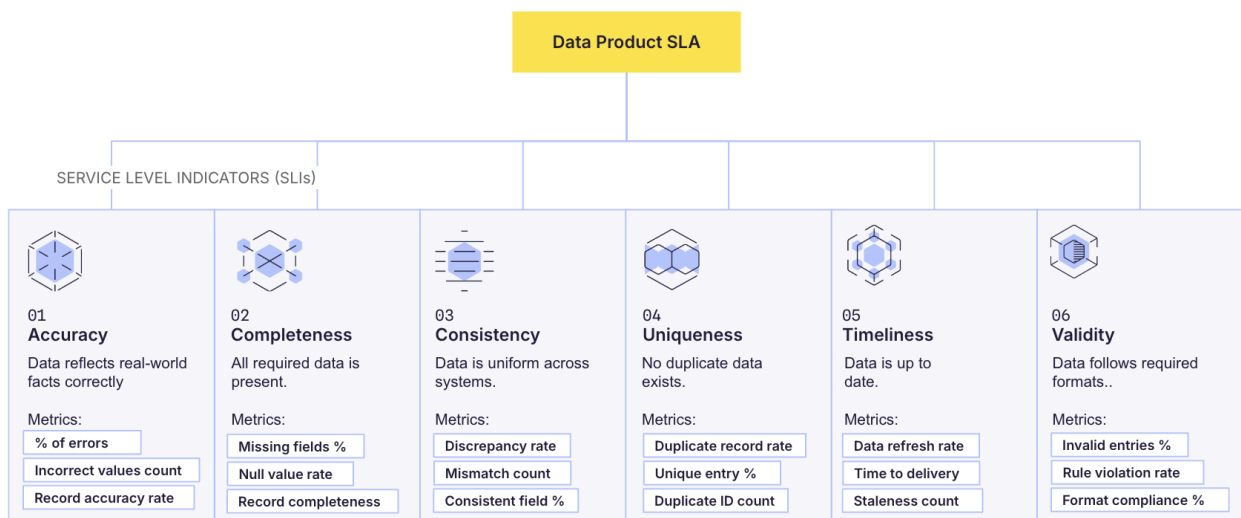 Data Product SLA
SERVICE LEVEL INDICATORS (SLIs)
01
Accuracy
Data reflects real-world
facts correctly
Metrics:
% of errors
Incorrect values count
Record accuracy rate
02
Completeness
All required data is
present.
Metrics:
Missing fields %
Null value rate
Record completeness
03
Consistency
Data is uniform across
systems.
Metrics:
Discrepancy rate
Mismatch count
Consistent field %
04
Uniqueness
No duplicate data
exists.
Metrics:
Duplicate record rate
Unique entry %
Duplicate ID count
05
Timeliness
Data is up to
date.
Metrics:
Data refresh rate
Time to delivery
Staleness count
06
Validity
Data follows required
formats..
Metrics:
Invalid entries %
Rule violation rate
Format compliance %